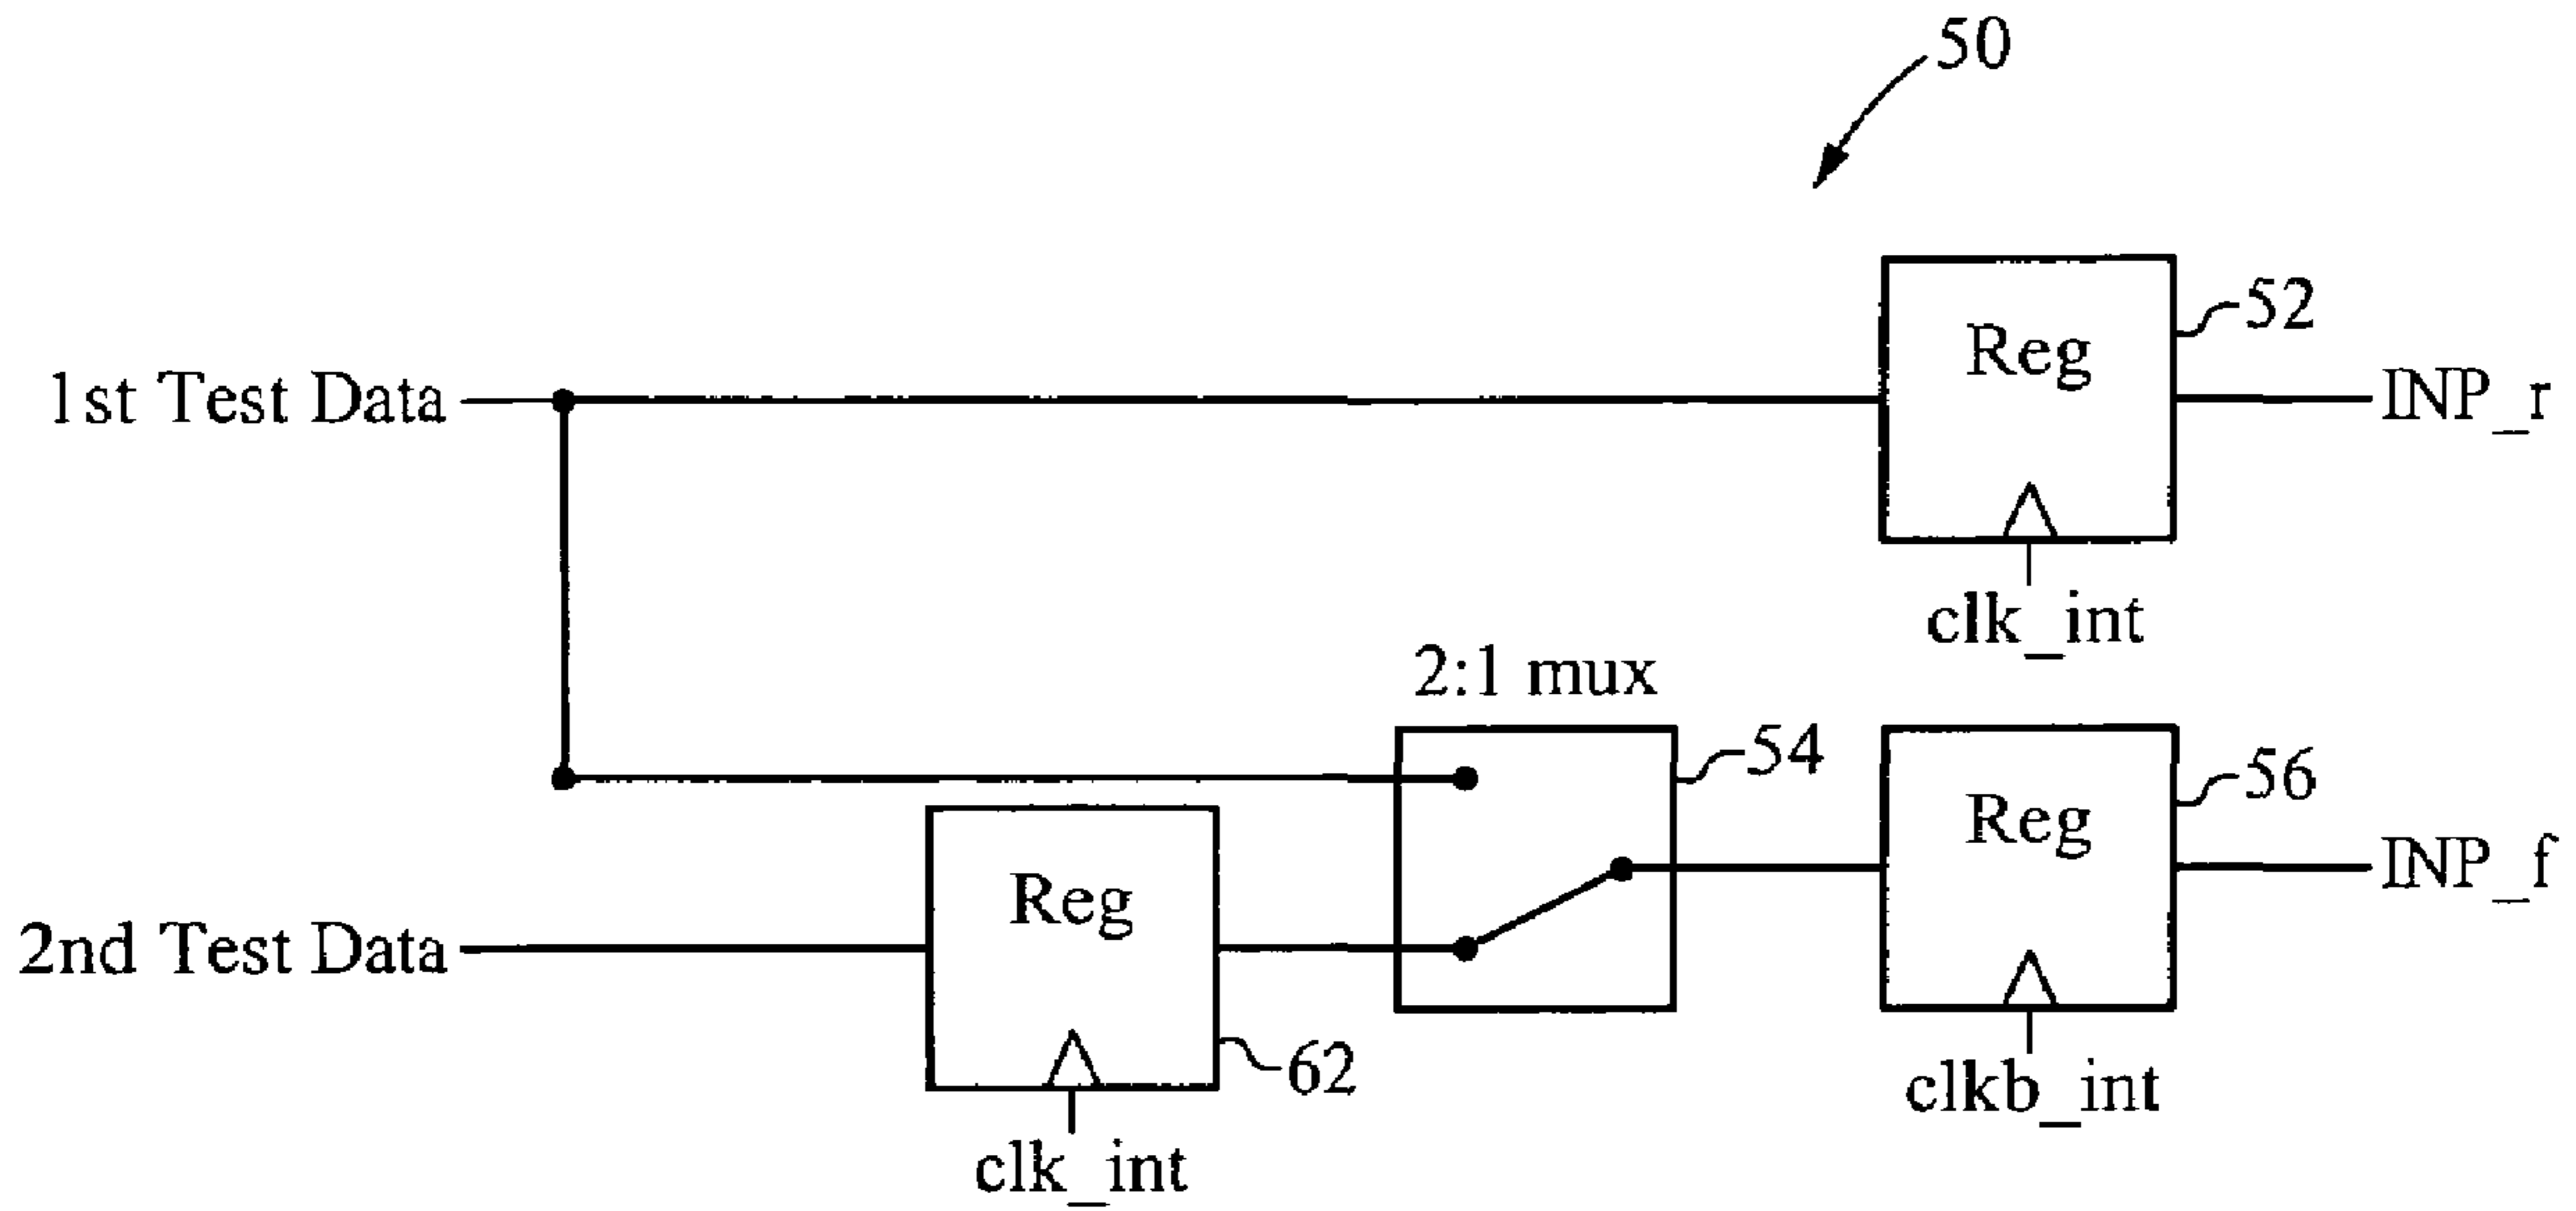 50
52
Reg
1st Test Data
INP_r
clk_int
2:1 mux
54
56
Reg
INP_f
Reg
2nd Test Data
62
clkb_int
clk_int